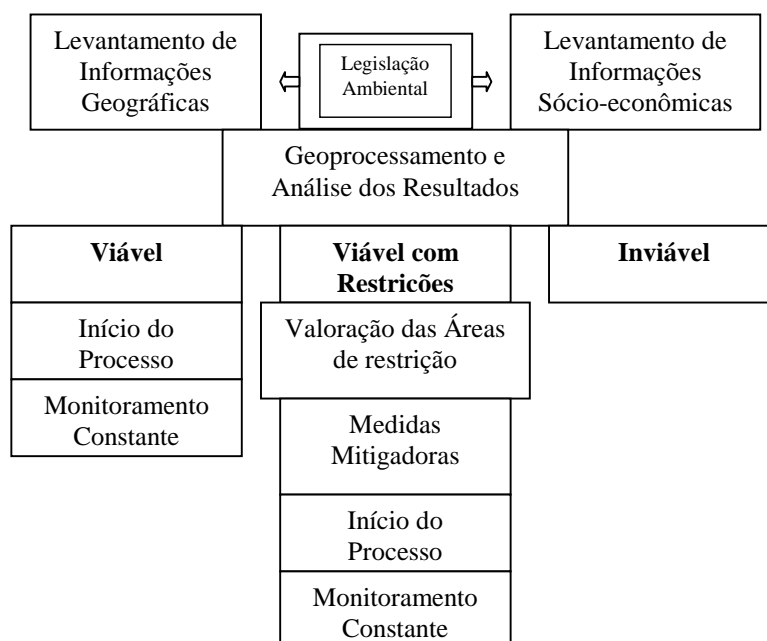 Levantamento de
Informações
Geográficas
Legislação
Ambiental
Levantamento de
Informações
Sócio-econômicas
Geoprocessamento e
Análise dos Resultados
Viável
Viável com
Restricões
Inviável
Início do
Processo
Monitoramento
Constante
Valoração das Áreas
de restrição
Medidas
Mitigadoras
Início do
Processo
Monitoramento
Constante